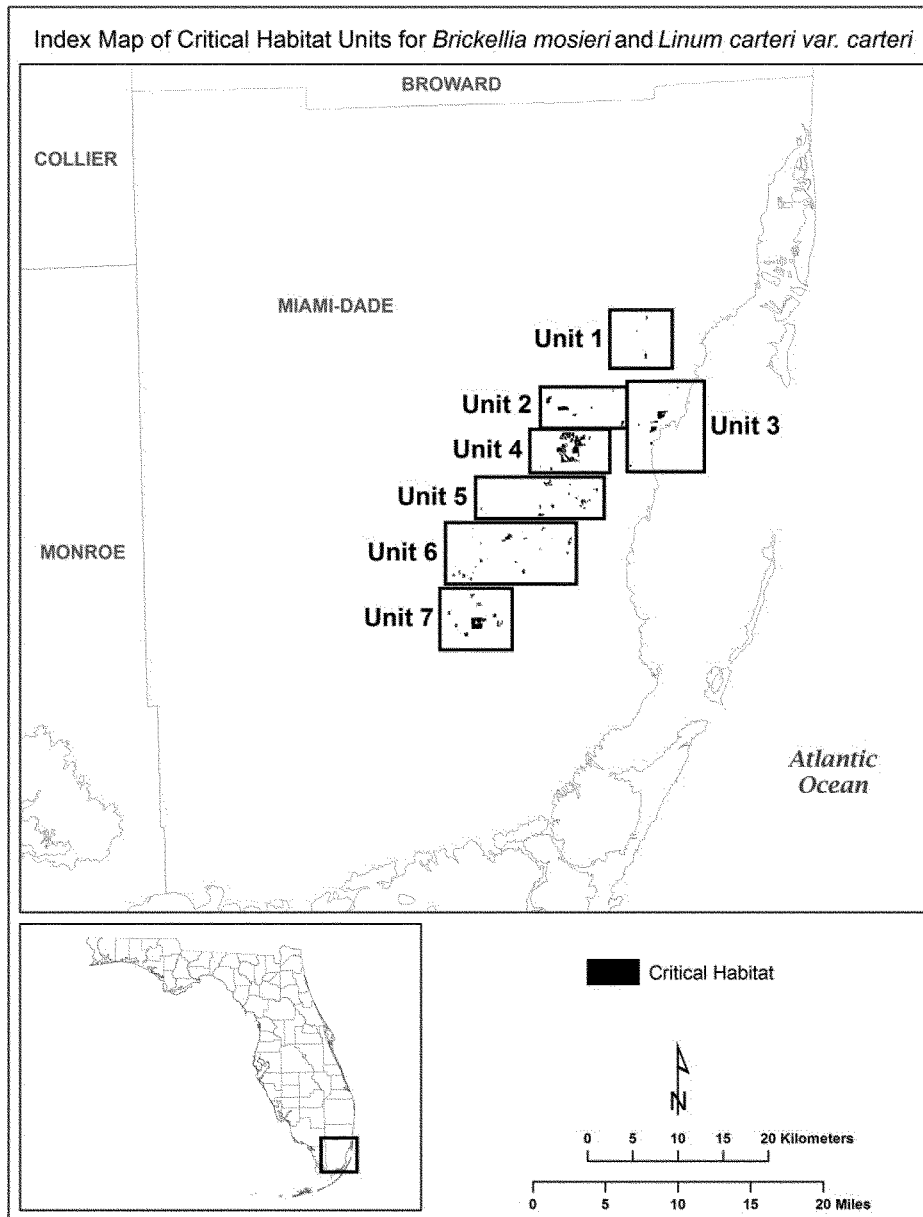 Index Map of Critical Habitat Units for Brickellia mosieri and Linum carteri var. carteri
BROWARD
COLLIER
MIAMI-DADE
Unit 1
Unit 2
Unit 3
Unit 4
Unit 5
MONROE
Unit 6
Unit 7
Atlantic
Ocean
Critical Habitat
N
0 5 10 20 Kilometers
0 5 10 20 Miles